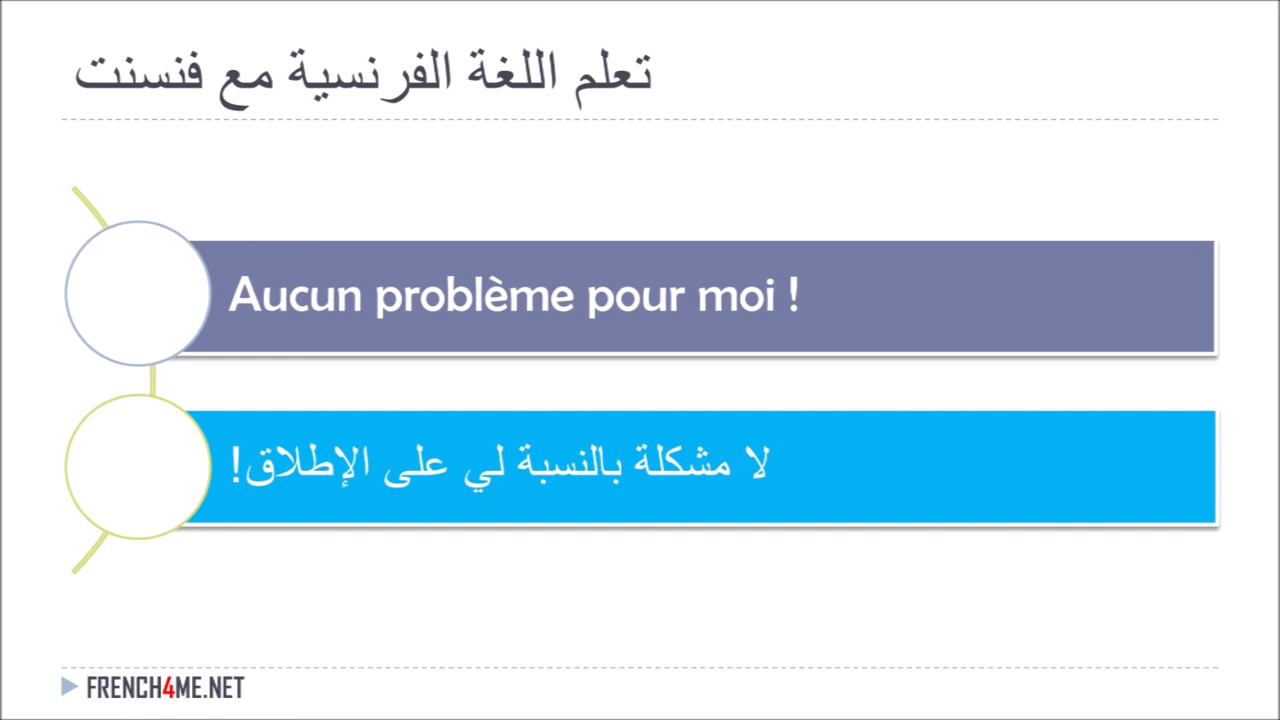 تعلم اللغة الفرنسية مع فنسنت
Aucun problème pour moi !
لا مشكلة بالنسبة لي على الإطلاق!
FRENCH4ME.NET